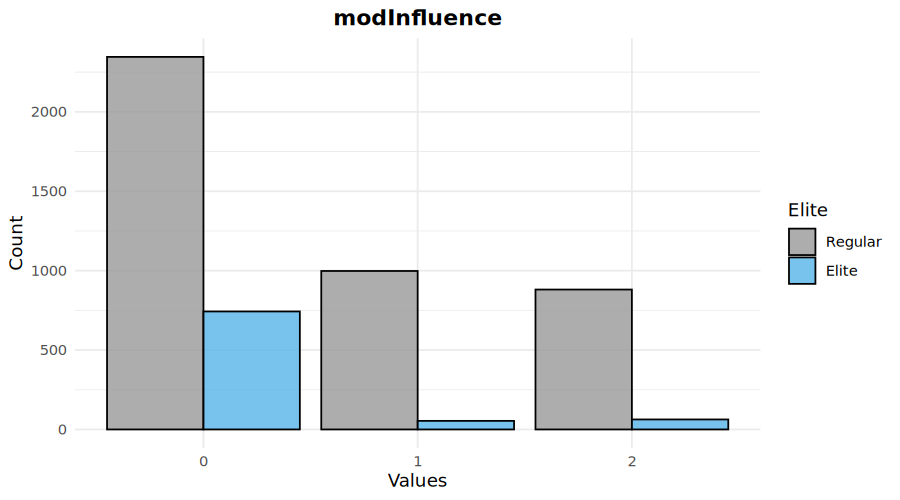 modInfluence
Count
2000
1500
1000
500
0
0 1 2
Values
Elite
Regular
Elite